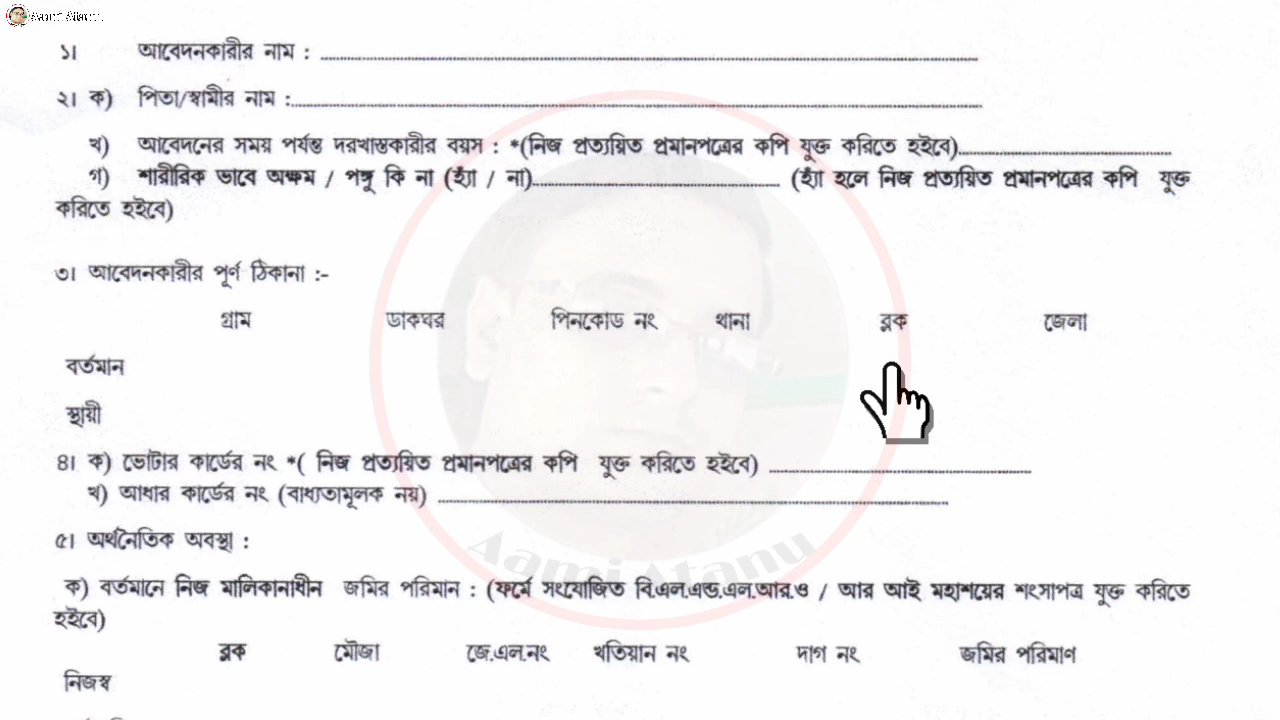 Aami Atanu
১। আবেদনকারীর নাম :
২। ক) পিতা/স্বামীর নাম :
খ) আবেদনের সময় পর্যন্ত দরখাস্তকারীর বয়স : *(নিজ প্রত্যয়িত প্রমানপত্রের কপি যুক্ত করিতে হইবে)
গ) শারীরিক ভাবে অক্ষম / পঙ্গু কি না (হ্যাঁ / না) (হ্যাঁ হলে নিজ প্রত্যয়িত প্রমানপত্রের কপি যুক্ত
করিতে হইবে)
৩। আবেদনকারীর পূর্ণ ঠিকানা :-
গ্রাম ডাকঘর পিনকোড নং থানা ব্লক জেলা
বর্তমান
স্থায়ী
৪। ক) ভোটার কার্ডের নং *( নিজ প্রত্যয়িত প্রমানপত্রের কপি যুক্ত করিতে হইবে)
খ) আধার কার্ডের নং (বাধ্যতামূলক নয়)
Aami Atanu
৫। অর্থনৈতিক অবস্থা :
ক) বর্তমানে নিজ মালিকানাধীন জমির পরিমান : (ফর্মে সংযোজিত বি.এল.এন্ড.এল.আর.ও / আর আই মহাশয়ের শংসাপত্র যুক্ত করিতে
হইবে)
ব্লক মৌজা জে.এল.নং খতিয়ান নং দাগ নং জমির পরিমাণ
নিজস্ব